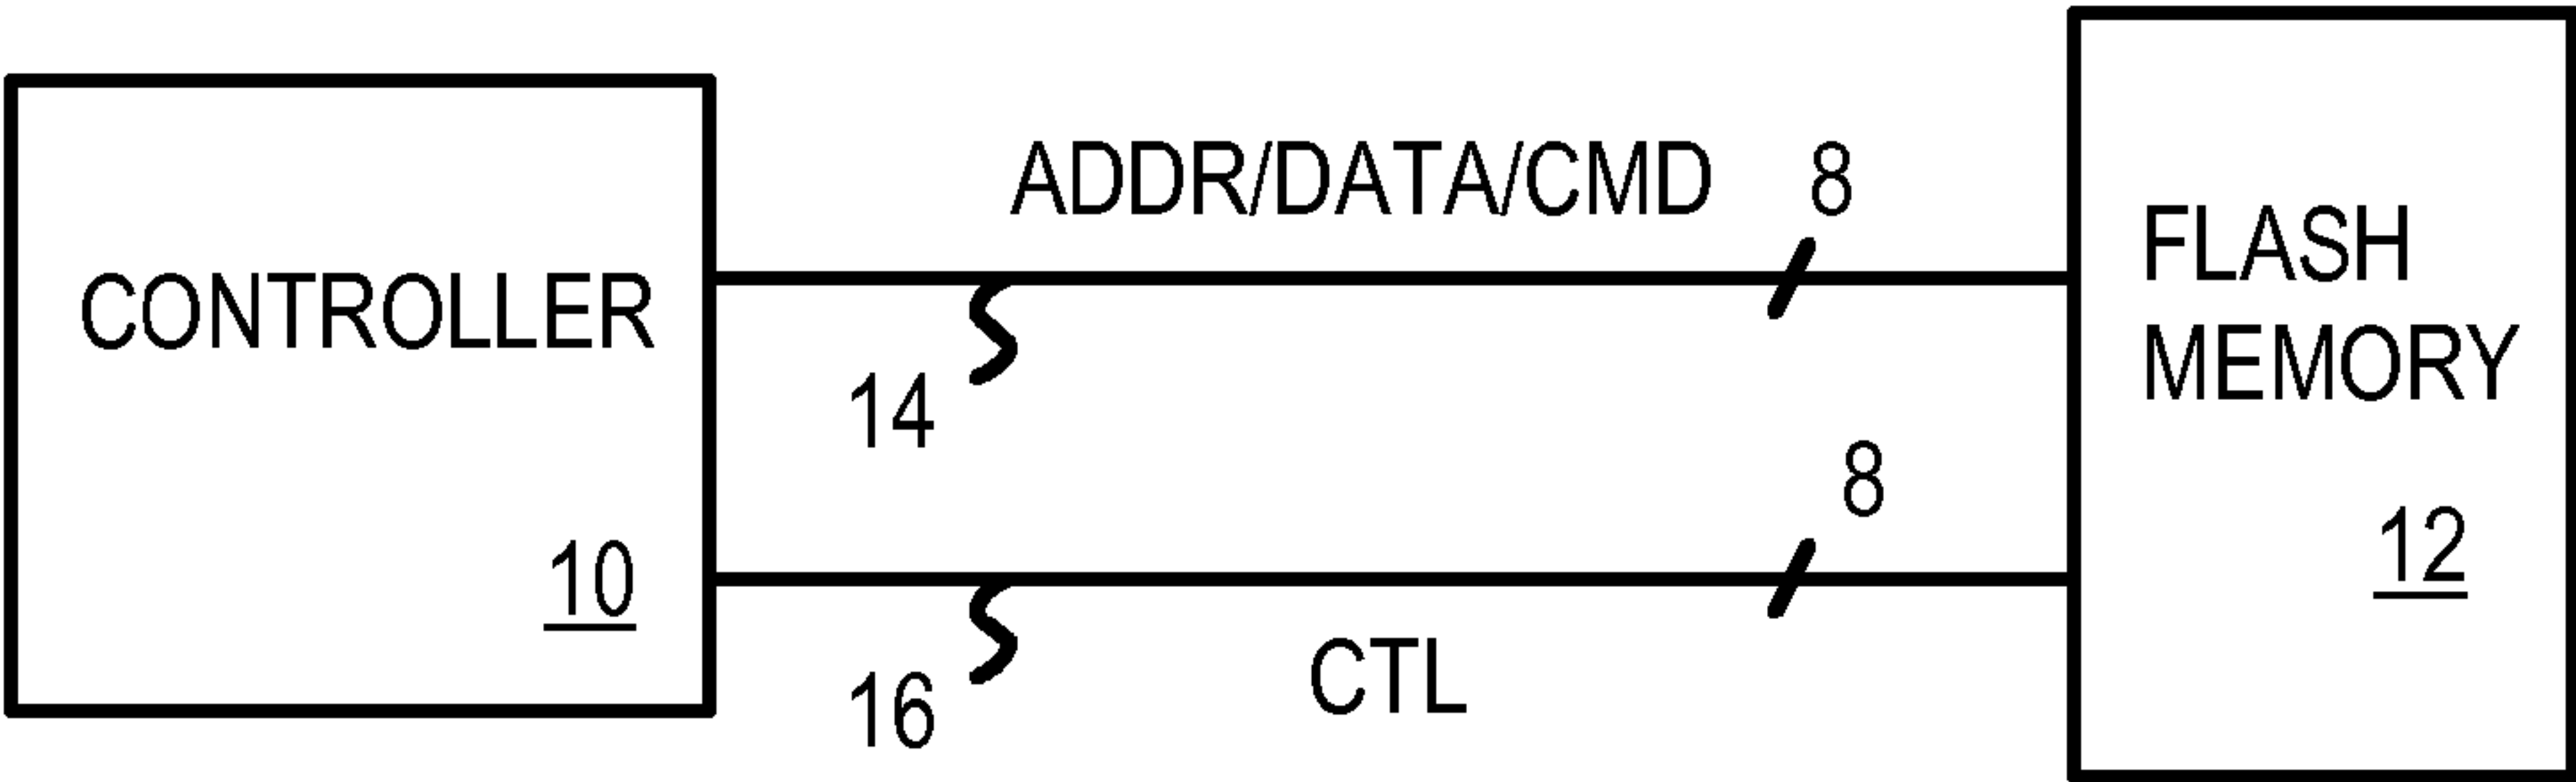 CONTROLLER
10
ADDR/DATA/CMD
8
14
8
16
CTL
FLASH
MEMORY
12